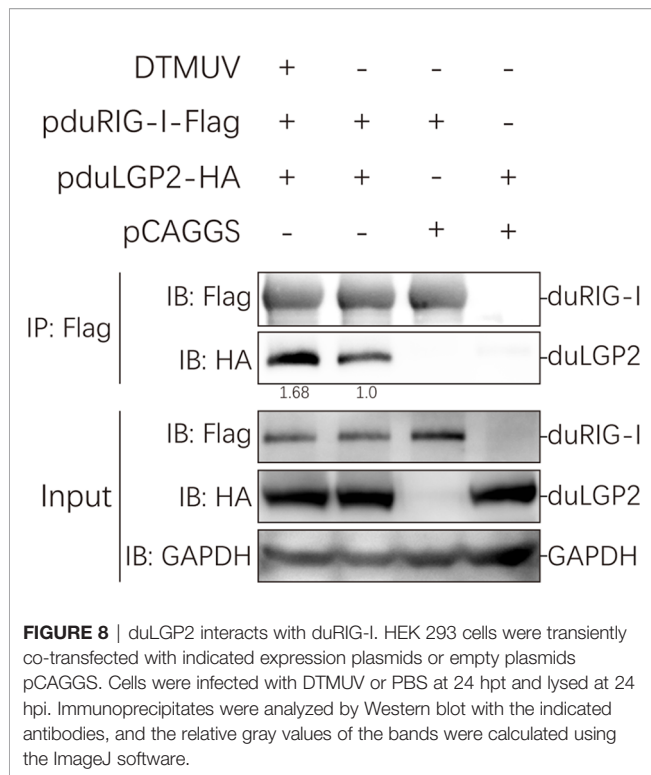 DTMUV + – – –
pduRIG-I-Flag + + + –
pduLGP2-HA + + – +
pCAGGS – – + +
IP: Flag
IB: Flag -duRIG-I
IB: HA -duLGP2
1.68 1.0
Input
IB: Flag -duRIG-I
IB: HA -duLGP2
IB: GAPDH -GAPDH
FIGURE 8 | duLGP2 interacts with duRIG-I. HEK 293 cells were transiently
co-transfected with indicated expression plasmids or empty plasmids
pCAGGS. Cells were infected with DTMUV or PBS at 24 hpt and lysed at 24
hpi. Immunoprecipitates were analyzed by Western blot with the indicated
antibodies, and the relative gray values of the bands were calculated using
the ImageJ software.